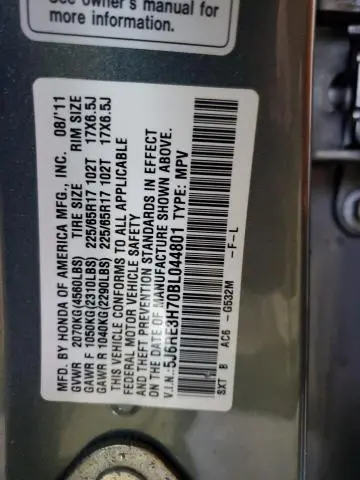 See owner's manual for
more information.
MFD. BY HONDA OF AMERICA MFG., INC. 08/'11
GVWR 2070KG(4560LBS) TIRE SIZE RIM SIZE
GAWR F 1050KG(2310LBS) 225/65R17 102T 17X6.5J
GAWR R 1040KG(2290LBS) 225/65R17 102T 17X6.5J
THIS VEHICLE CONFORMS TO ALL APPLICABLE
FEDERAL MOTOR VEHICLE SAFETY
AND THEFT PREVENTION STANDARDS IN EFFECT
ON THE DATE OF MANUFACTURE SHOWN ABOVE.
V.I.N.:5J6RE3H70BL044801 TYPE: MPV
SXT B AC6 -G532M -F-L